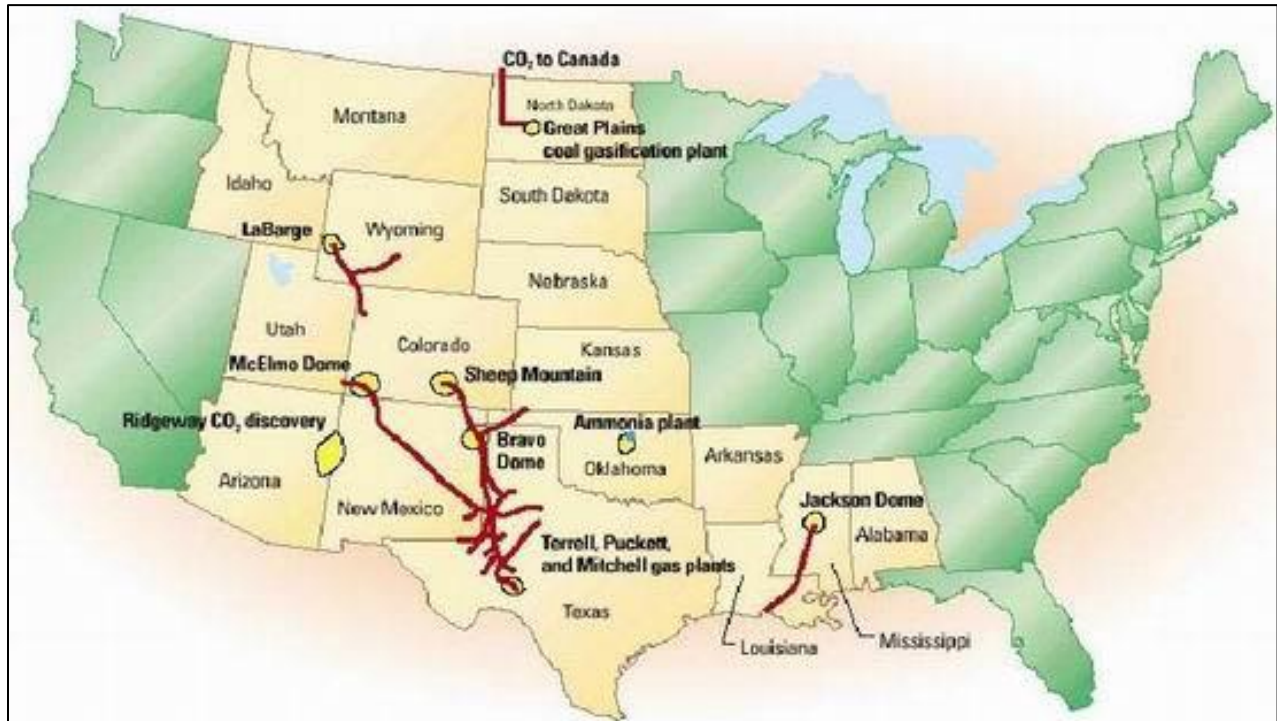 CO₂ to Canada
Montana
North Dakota
Great Plains
coal gasification plant
Idaho
South Dakota
LaBarge
Wyoming
Nebraska
Utah
Colorado
Kansas
McElmo Dome
Sheep Mountain
Ridgeway CO₂ discovery
Ammonia plant
Bravo
Dome
Oklahoma
Arkansas
Arizona
New Mexico
Jackson Dome
Alabama
Terrell, Puckett,
and Mitchell gas plants
Texas
Louisiana
Mississippi